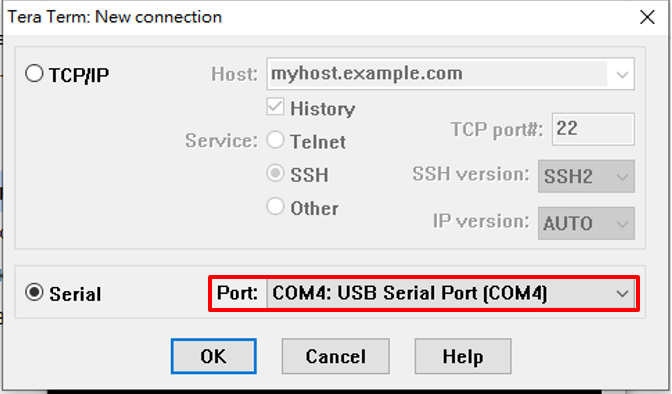 Tera Term: New connection
TCP/IP
Host: myhost.example.com
History
Service: Telnet
TCP port#: 22
SSH
SSH version: SSH2
Other
IP version: AUTO
Serial
Port: COM4: USB Serial Port (COM4)
OK Cancel Help